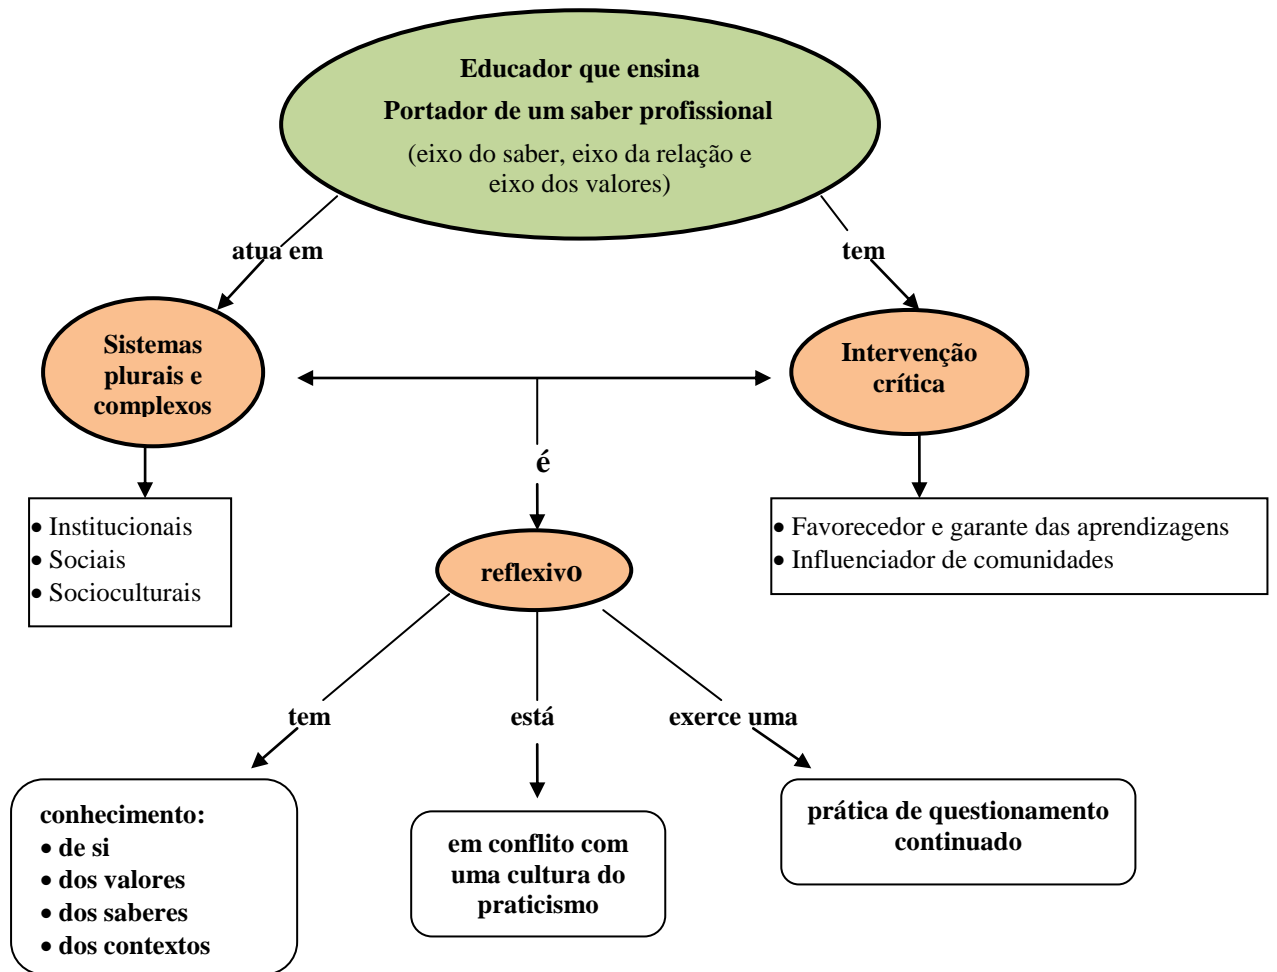 Educador que ensina
Portador de um saber profissional
(eixo do saber, eixo da relação e
eixo dos valores)
atua em
tem
Sistemas
plurais e
complexos
Intervenção
crítica
é
• Institucionais
• Sociais
• Socioculturais
• Favorecedor e garante das aprendizagens
• Influenciador de comunidades
reflexivo
tem
está
exerce uma
conhecimento:
• de si
• dos valores
• dos saberes
• dos contextos
em conflito com
uma cultura do
praticismo
prática de questionamento
continuado